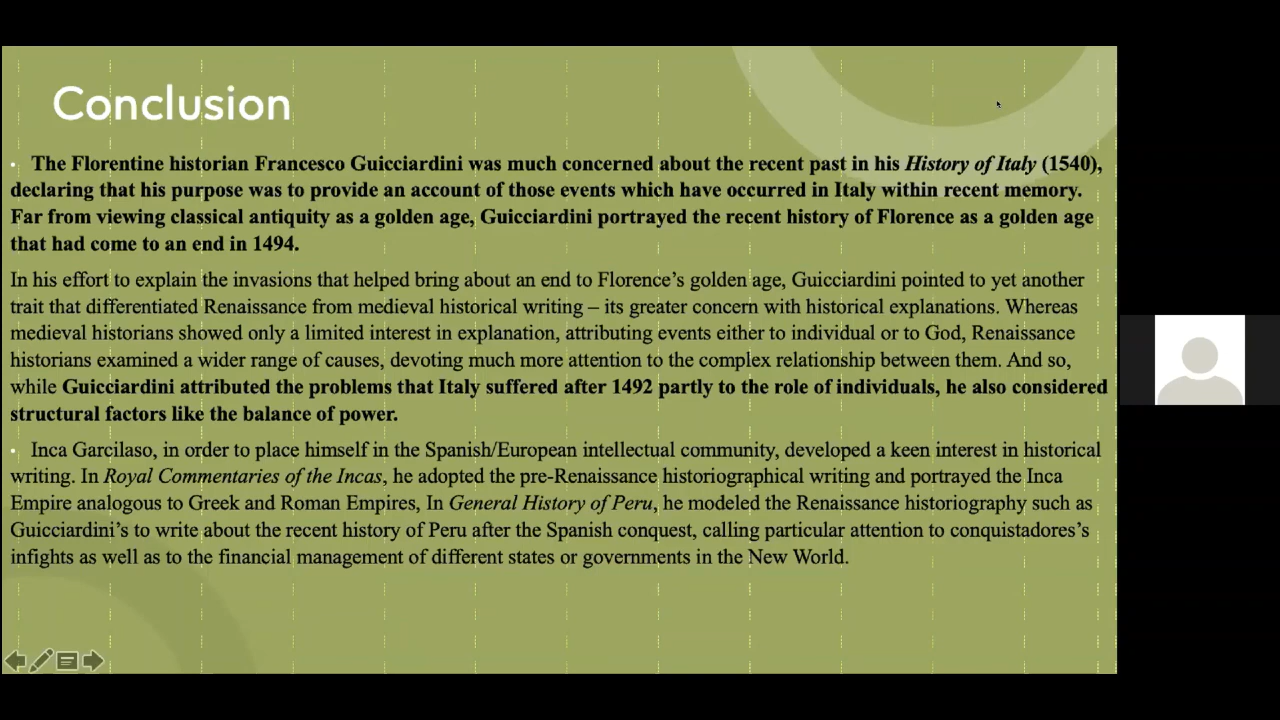 Conclusion
• The Florentine historian Francesco Guicciardini was much concerned about the recent past in his History of Italy (1540),
declaring that his purpose was to provide an account of those events which have occurred in Italy within recent memory.
Far from viewing classical antiquity as a golden age, Guicciardini portrayed the recent history of Florence as a golden age
that had come to an end in 1494.
In his effort to explain the invasions that helped bring about an end to Florence’s golden age, Guicciardini pointed to yet another
trait that differentiated Renaissance from medieval historical writing – its greater concern with historical explanations. Whereas
medieval historians showed only a limited interest in explanation, attributing events either to individual or to God, Renaissance
historians examined a wider range of causes, devoting much more attention to the complex relationship between them. And so,
while Guicciardini attributed the problems that Italy suffered after 1492 partly to the role of individuals, he also considered
structural factors like the balance of power.
• Inca Garcilaso, in order to place himself in the Spanish/European intellectual community, developed a keen interest in historical
writing. In Royal Commentaries of the Incas, he adopted the pre-Renaissance historiographical writing and portrayed the Inca
Empire analogous to Greek and Roman Empires, In General History of Peru, he modeled the Renaissance historiography such as
Guicciardini’s to write about the recent history of Peru after the Spanish conquest, calling particular attention to conquistadores’s
infights as well as to the financial management of different states or governments in the New World.